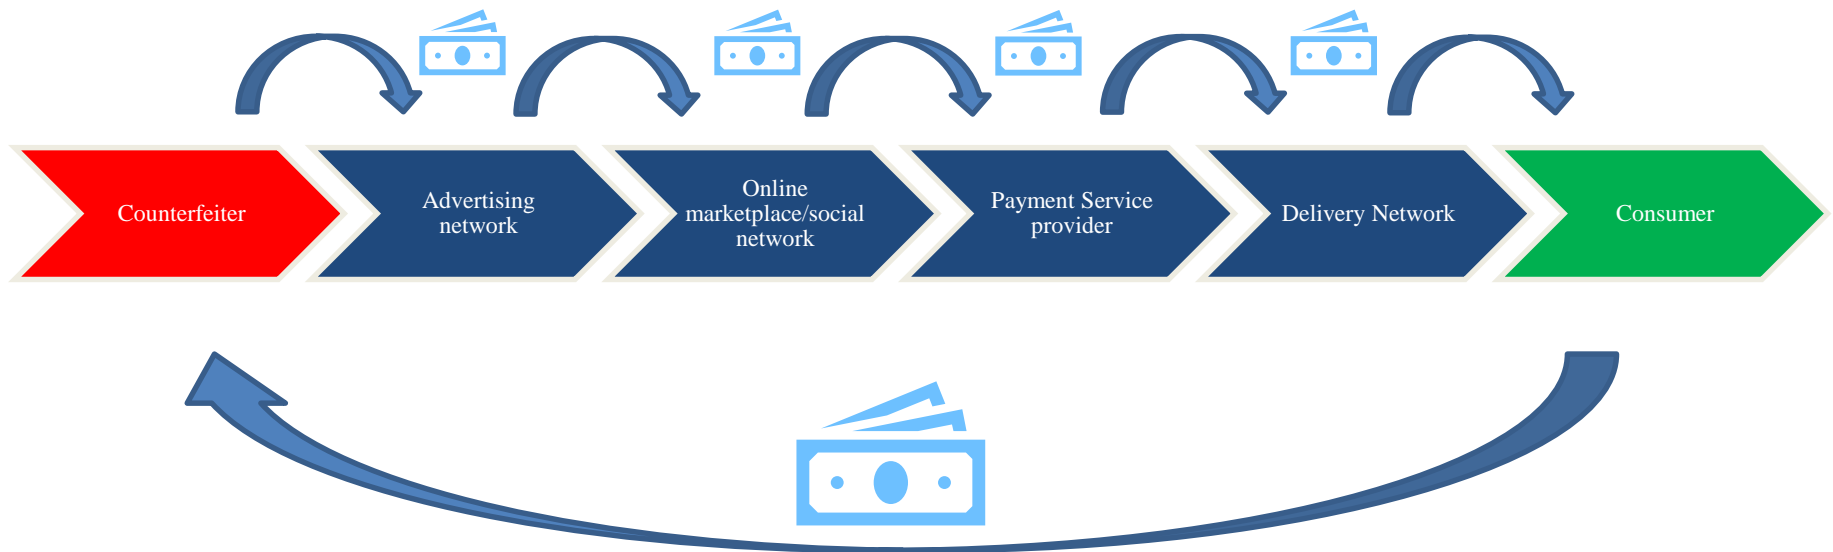 Counterfeiter
Advertising
network
Online
marketplace/social
network
Payment Service
provider
Delivery Network
Consumer